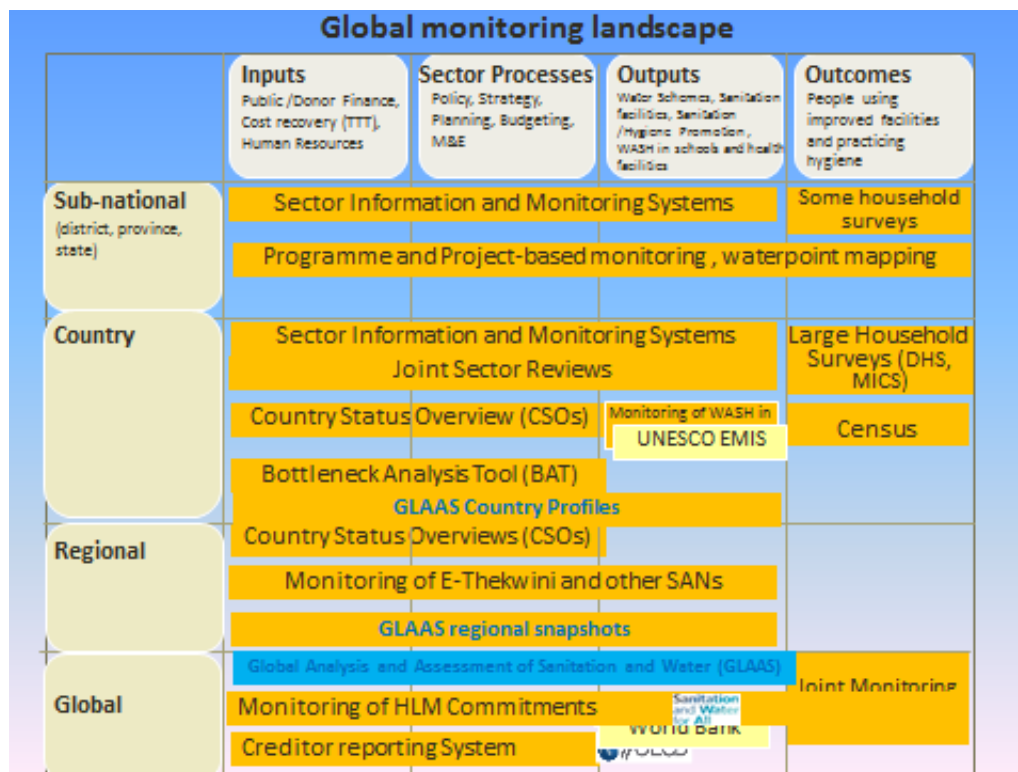 Global monitoring landscape
Inputs
Public /Donor Finance,
Cost recovery (TTT),
Human Resources
Sector Processes
Policy, Strategy,
Planning, Budgeting,
M&E
Outputs
Water Schemes, Sanitation
facilities, Sanitation
/Hygiene Promotion ,
WASH in schools and health
facilities
Outcomes
People using
improved facilities
and practicing
hygiene
Sub-national
(district, province,
state)
Sector Information and Monitoring Systems
Some household
surveys
Programme and Project-based monitoring , waterpoint mapping
Country
Sector Information and Monitoring Systems
Joint Sector Reviews
Large Household
Surveys (DHS,
MICS)
Country Status Overview (CSOs)
Monitoring of WASH in
UNESCO EMIS
Census
Bottleneck Analysis Tool (BAT)
GLAAS Country Profiles
Regional
Country Status Overviews (CSOs)
Monitoring of E-Thekwini and other SANs
GLAAS regional snapshots
Global
Global Analysis and Assessment of Sanitation and Water (GLAAS)
Joint Monitoring
Monitoring of HLM Commitments
Sanitation
and Water
for All
World Bank
Creditor reporting System
OECD